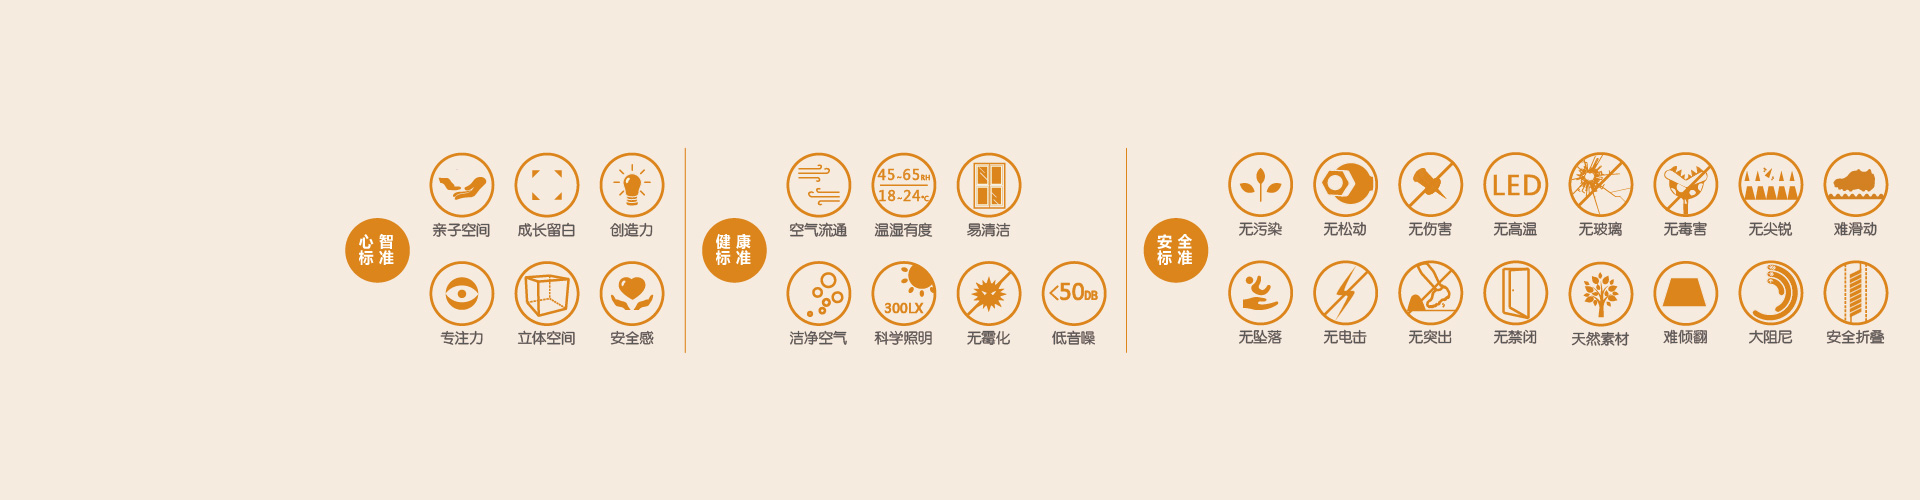 心智
标准
亲子空间
成长留白
创造力
专注力
立体空间
安全感
健康
标准
空气流通
45~65RH
18~24℃
温湿有度
易清洁
洁净空气
300LX
科学照明
无霉化
<50DB
低音噪
安全
标准
无污染
无松动
无伤害
LED
无高温
无玻璃
无毒害
无尖锐
难滑动
无坠落
无电击
无突出
无禁闭
天然素材
难倾翻
大阻尼
安全折叠